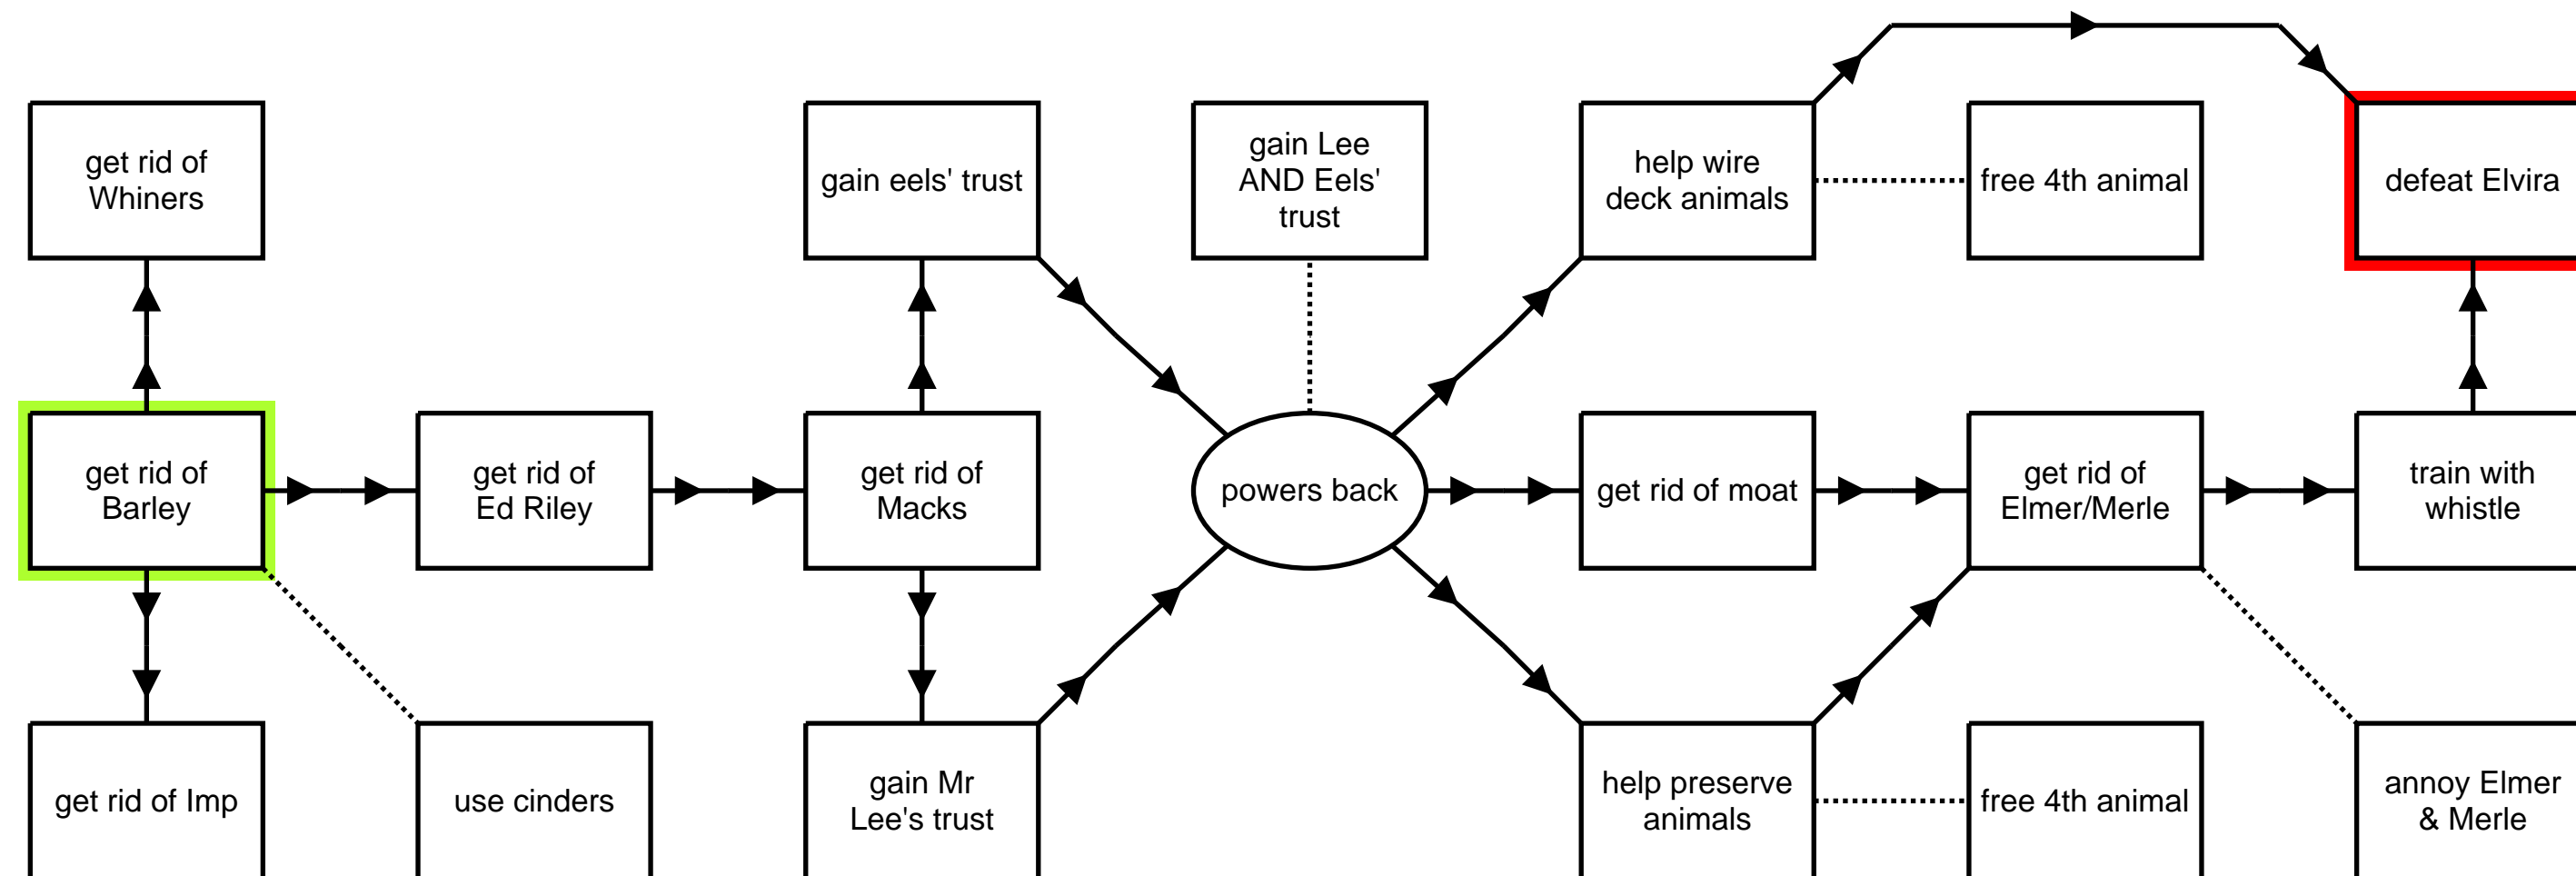 get rid of
Whiners
gain eels' trust
gain Lee
AND Eels'
trust
help wire
deck animals
free 4th animal
defeat Elvira
get rid of
Barley
get rid of
Ed Riley
get rid of
Macks
powers back
get rid of moat
get rid of
Elmer/Merle
train with
whistle
get rid of Imp
use cinders
gain Mr
Lee's trust
help preserve
animals
free 4th animal
annoy Elmer
& Merle